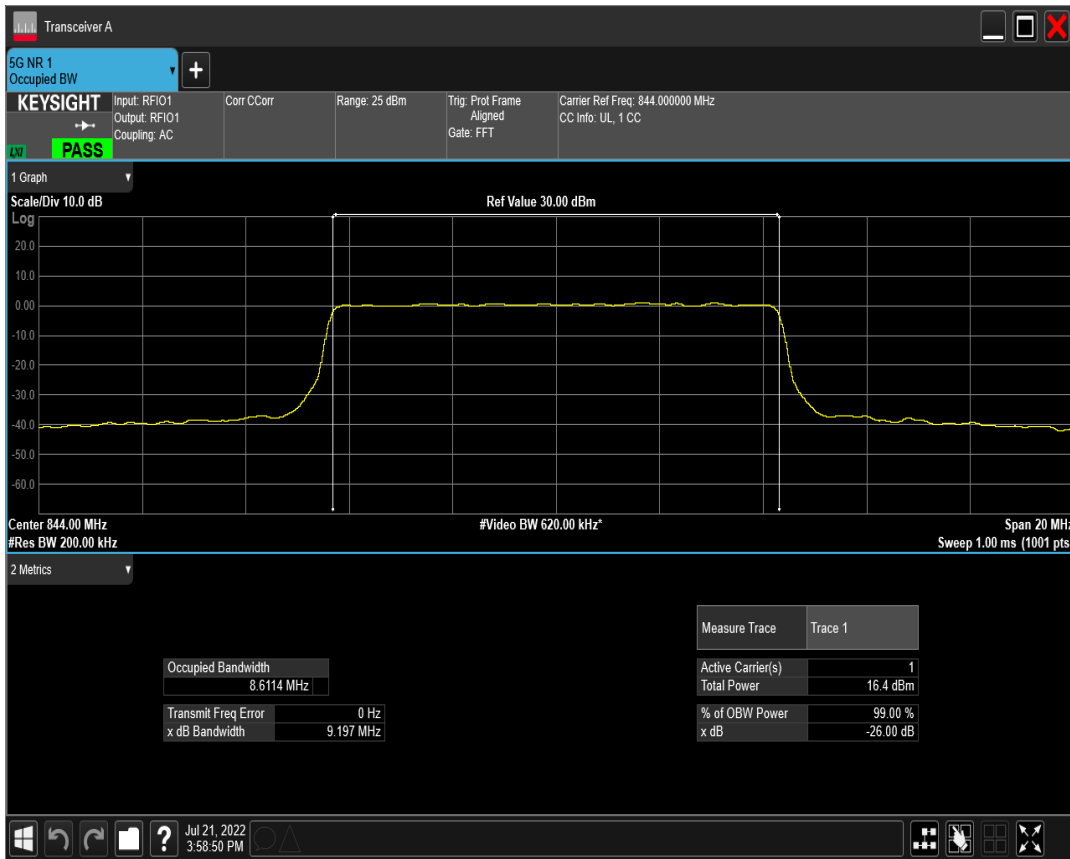 Transceiver A
5G NR 1
Occupied BW
+
KEYSIGHT
LXI
PASS
Input: RFIO1
Output: RFIO1
Coupling: AC
Corr CCorr
Range: 25 dBm
Trig: Prot Frame
Aligned
Gate: FFT
Carrier Ref Freq: 844.000000 MHz
CC Info: UL, 1 CC
1 Graph
Scale/Div 10.0 dB
Ref Value 30.00 dBm
Log
20.0
10.0
0.00
-10.0
-20.0
-30.0
-40.0
-50.0
-60.0
Center 844.00 MHz
#Video BW 620.00 kHz*
Span 20 MHz
#Res BW 200.00 kHz
Sweep 1.00 ms (1001 pts
2 Metrics
Measure Trace Trace 1
Occupied Bandwidth
8.6114 MHz
Active Carrier(s) 1
Total Power 16.4 dBm
Transmit Freq Error 0 Hz
x dB Bandwidth 9.197 MHz
% of OBW Power 99.00 %
x dB -26.00 dB
?
Jul 21, 2022
3:58:50 PM